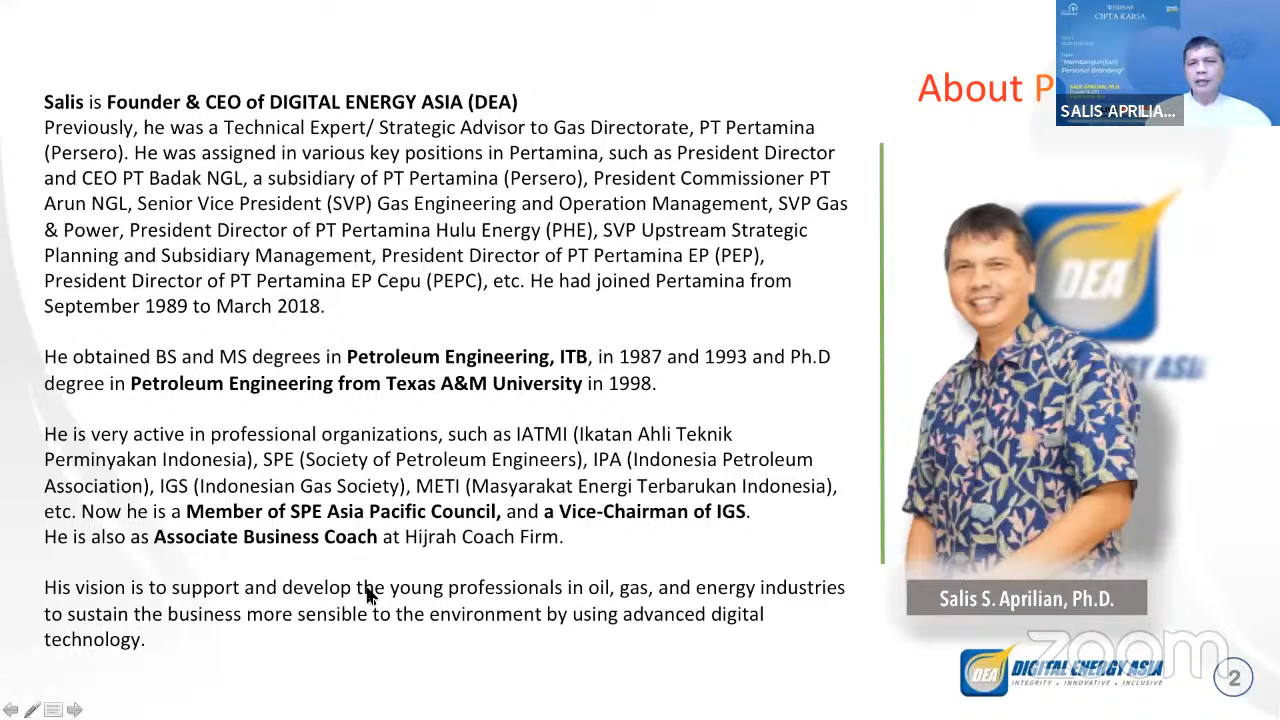 Salis is Founder & CEO of DIGITAL ENERGY ASIA (DEA)
Previously, he was a Technical Expert/ Strategic Advisor to Gas Directorate, PT Pertamina
(Persero). He was assigned in various key positions in Pertamina, such as President Director
and CEO PT Badak NGL, a subsidiary of PT Pertamina (Persero), President Commissioner PT
Arun NGL, Senior Vice President (SVP) Gas Engineering and Operation Management, SVP Gas
& Power, President Director of PT Pertamina Hulu Energy (PHE), SVP Upstream Strategic
Planning and Subsidiary Management, President Director of PT Pertamina EP (PEP),
President Director of PT Pertamina EP Cepu (PEPC), etc. He had joined Pertamina from
September 1989 to March 2018.
He obtained BS and MS degrees in Petroleum Engineering, ITB, in 1987 and 1993 and Ph.D
degree in Petroleum Engineering from Texas A&M University in 1998.
He is very active in professional organizations, such as IATMI (Ikatan Ahli Teknik
Perminyakan Indonesia), SPE (Society of Petroleum Engineers), IPA (Indonesia Petroleum
Association), IGS (Indonesian Gas Society), METI (Masyarakat Energi Terbarukan Indonesia),
etc. Now he is a Member of SPE Asia Pacific Council, and a Vice-Chairman of IGS.
He is also as Associate Business Coach at Hijrah Coach Firm.
His vision is to support and develop the young professionals in oil, gas, and energy industries
to sustain the business more sensible to the environment by using advanced digital
technology.
About P
WEBINAR
CIPTA KARSA
"Membangun(kan)
Personal Branding"
SALIS APRILIAN, PH.D.
SALIS APRILIA...
DEA
Salis S. Aprilian, Ph.D.
zoom
DEA
DIGITAL ENERGY ASIA
INTEGRITY • INNOVATIVE • INCLUSIVE
2